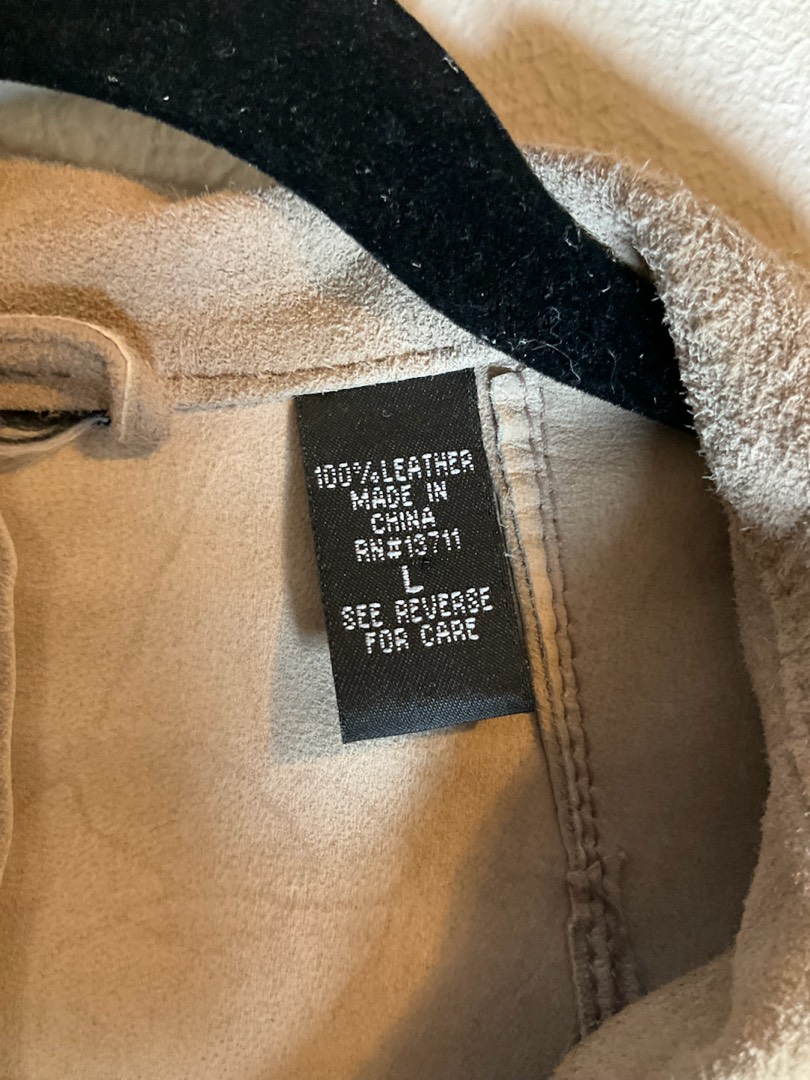 100%LEATHER
MADE IN
CHINA
RN#13711
L
SEE REVERSE
FOR CARE